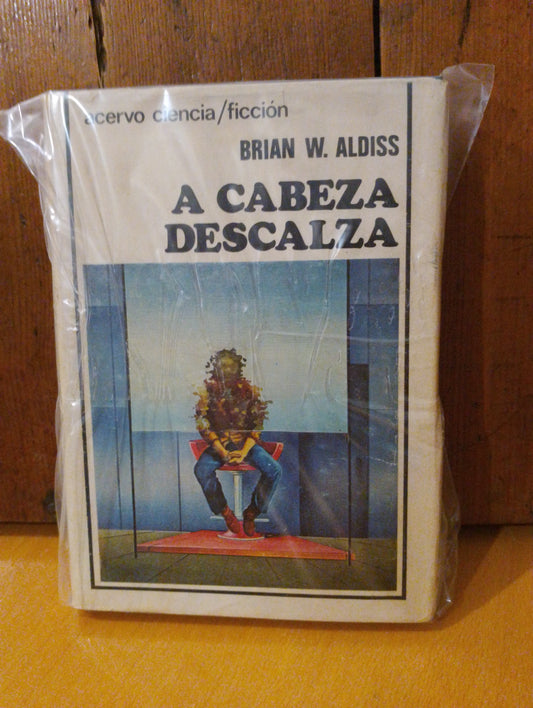 acervo ciencia/ficción
BRIAN W. ALDISS
A CABEZA
DESCALZA